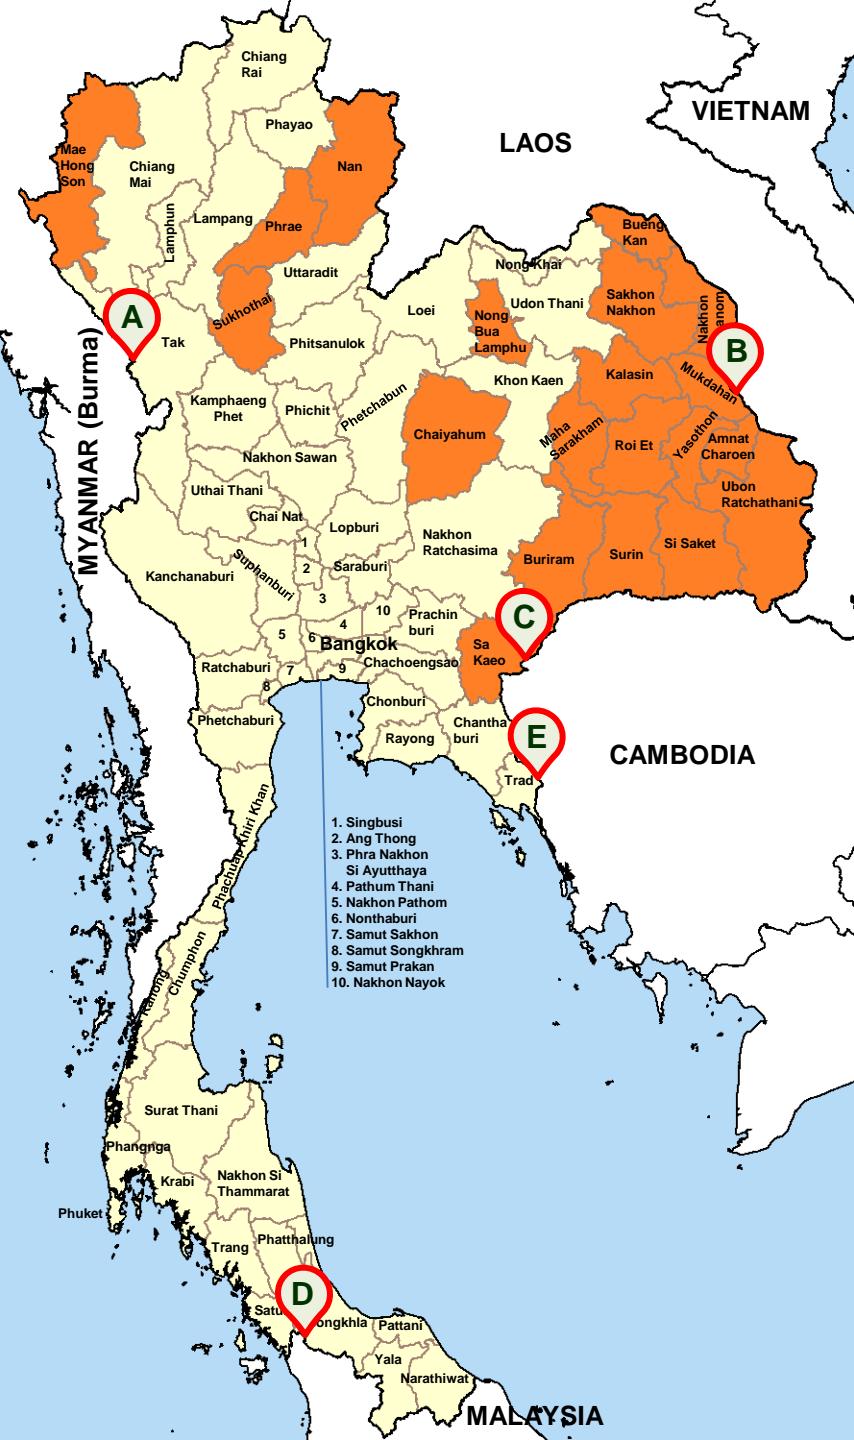 Chiang
Rai
VIETNAM
LAOS
Phayao
Mae
Hong
Son
Chiang
Mai
Nan
Lamphun
Lampang
Phrae
Bueng
Kan
Uttaradit
Nong Khai
Sukhothai
Loei
Udon Thani
Sakhon
Nakhon
Nakhon
A
Tak
Phitsanulok
Nong
Bua
Lamphu
B
MYANMAR (Burma)
Kamphaeng
Phet
Phichit
Phetchabun
Khon Kaen
Kalasin
Mukdahan
Chaiyahum
Maha
Sarakham
Roi Et
Yasothon
Amnat
Charoen
Nakhon Sawan
Uthai Thani
Ubon
Ratchathani
Chai Nat
Lopburi
Nakhon
Ratchasima
1
Suphanburi
Saraburi
Buriram
Surin
Si Saket
Kanchanaburi
2
3
10
Prachin
buri
C
4
5
6
Bangkok
Sa
Kaeo
Ratchaburi
7
9
Chachoengsao
8
Phetchaburi
Chonburi
Rayong
Chantha
buri
E
CAMBODIA
Trad
Phachuap Khiri Khan
1. Singbusi
2. Ang Thong
3. Phra Nakhon
Si Ayutthaya
4. Pathum Thani
5. Nakhon Pathom
6. Nonthaburi
7. Samut Sakhon
8. Samut Songkhram
9. Samut Prakan
10. Nakhon Nayok
Chumphon
Ranong
Surat Thani
Phangnga
Krabi
Nakhon Si
Thammarat
Phuket
Trang
Phatthalung
D
Pattani
Yala
Narathiwat
MALAYSIA